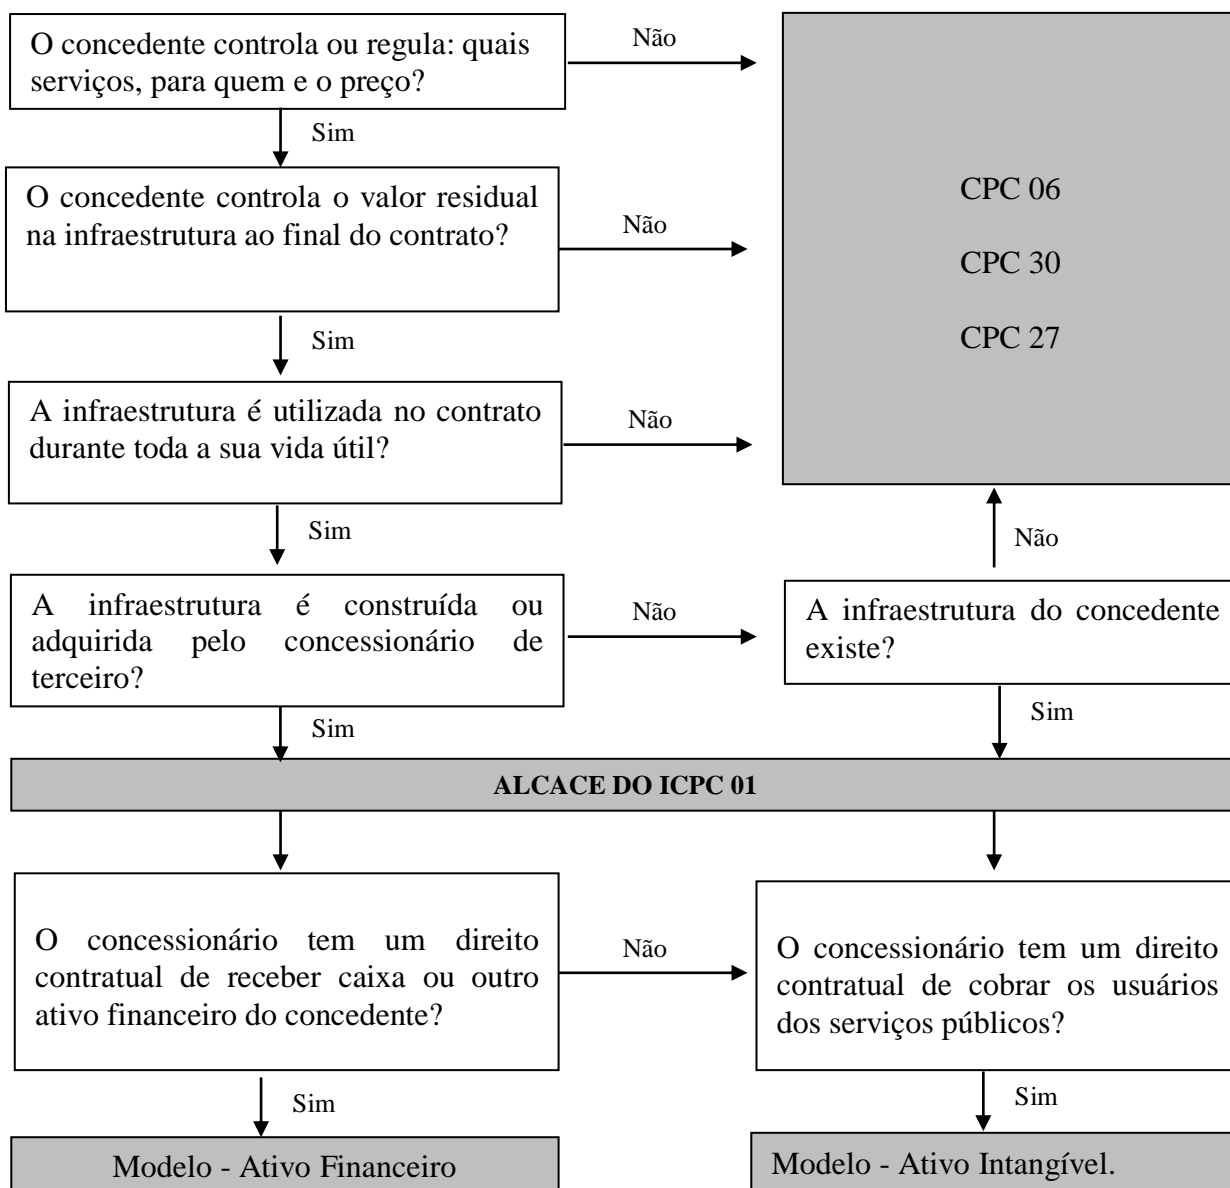 O concedente controla ou regula: quais
serviços, para quem e o preço?
Não
Sim
O concedente controla o valor residual
na infraestrutura ao final do contrato?
Não
CPC 06
CPC 30
CPC 27
Sim
A infraestrutura é utilizada no contrato
durante toda a sua vida útil?
Não
Sim
Não
A infraestrutura é construída ou
adquirida pelo concessionário de
terceiro?
Não
A infraestrutura do concedente
existe?
Sim
Sim
ALCACE DO ICPC 01
O concessionário tem um direito
contratual de receber caixa ou outro
ativo financeiro do concedente?
Não
O concessionário tem um direito
contratual de cobrar os usuários
dos serviços públicos?
Sim
Sim
Modelo - Ativo Financeiro
Modelo - Ativo Intangível.